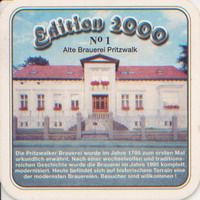 Edition 2000
No 1
Alte Brauerei Pritzwalk
Die Pritzwalker Brauerei wurde im Jahre 1795 zum ersten Mal
urkundlich erwähnt. Nach einer wechselvollen und traditions-
reichen Geschichte wurde die Brauerei im Jahre 1995 komplett
modernisiert. Heute befindet sich auf historischem Terrain eine
der modernsten Brauereien. Besucher sind willkommen !